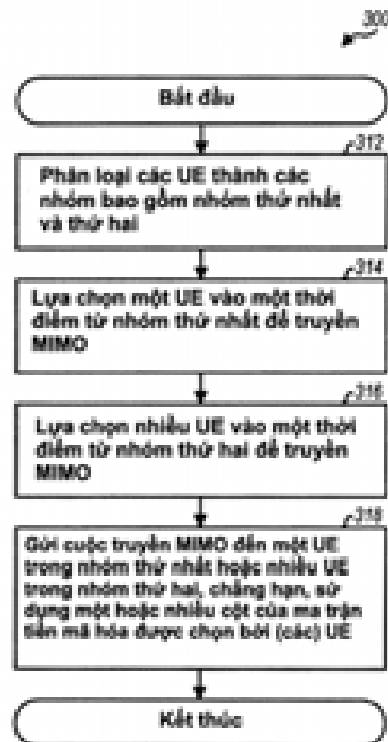 300
Bắt đầu
312
Phân loại các UE thành các
nhóm bao gồm nhóm thứ nhất
và thứ hai
314
Lựa chọn một UE vào một thời
điểm từ nhóm thứ nhất để truyền
MIMO
316
Lựa chọn nhiều UE vào một thời
điểm từ nhóm thứ hai để truyền
MIMO
318
Gửi cuộc truyền MIMO đến một UE
trong nhóm thứ nhất hoặc nhiều UE
trong nhóm thứ hai, chẳng hạn, sử
dụng một hoặc nhiều cột của ma trận
tiền mã hóa được chọn bởi (các) UE
Kết thúc